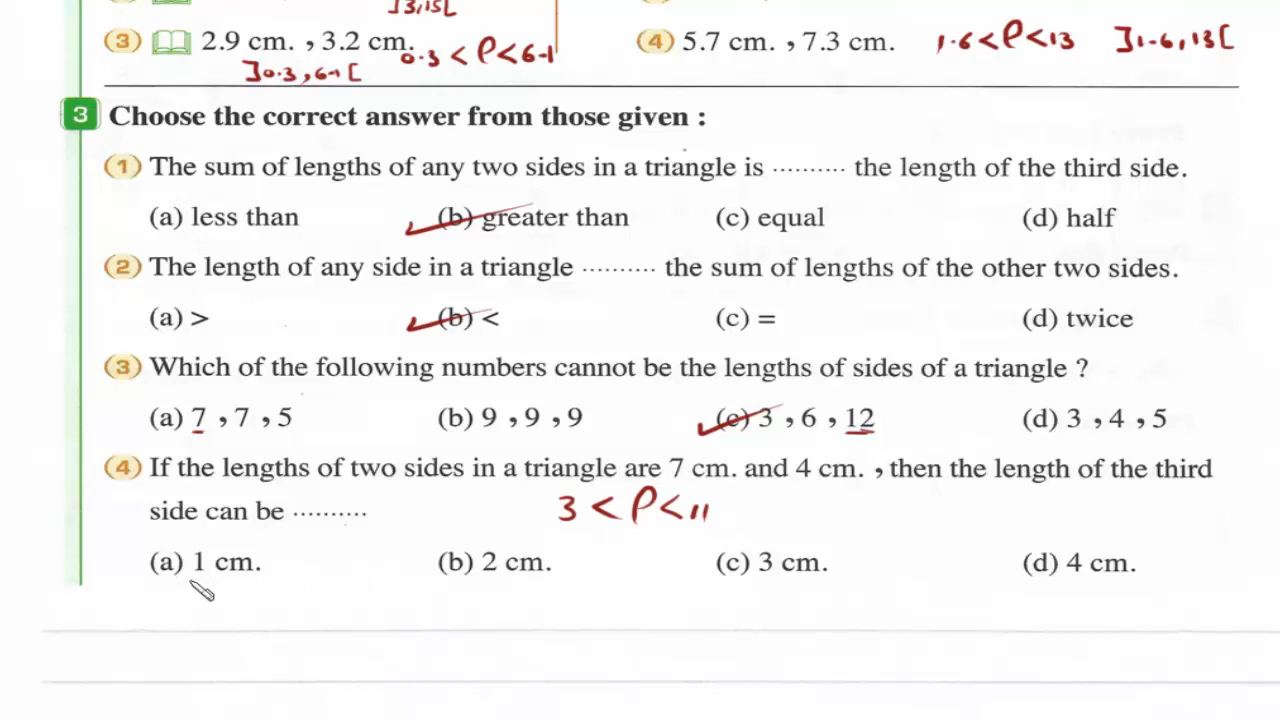 ]3,15[
(3) 2.9 cm. , 3.2 cm. 0.3 < ρ < 6.1
]0.3, 6.1[
(4) 5.7 cm. , 7.3 cm. 1.6 < ρ < 13 ]1.6, 13[
3 Choose the correct answer from those given :
(1) The sum of lengths of any two sides in a triangle is ·········· the length of the third side.
(a) less than (b) greater than (c) equal (d) half
(2) The length of any side in a triangle ·········· the sum of lengths of the other two sides.
(a) > (b) < (c) = (d) twice
(3) Which of the following numbers cannot be the lengths of sides of a triangle ?
(a) 7 , 7 , 5 (b) 9 , 9 , 9 (c) 3 , 6 , 12 (d) 3 , 4 , 5
(4) If the lengths of two sides in a triangle are 7 cm. and 4 cm. , then the length of the third
side can be ·········· 3 < ρ < 11
(a) 1 cm. (b) 2 cm. (c) 3 cm. (d) 4 cm.